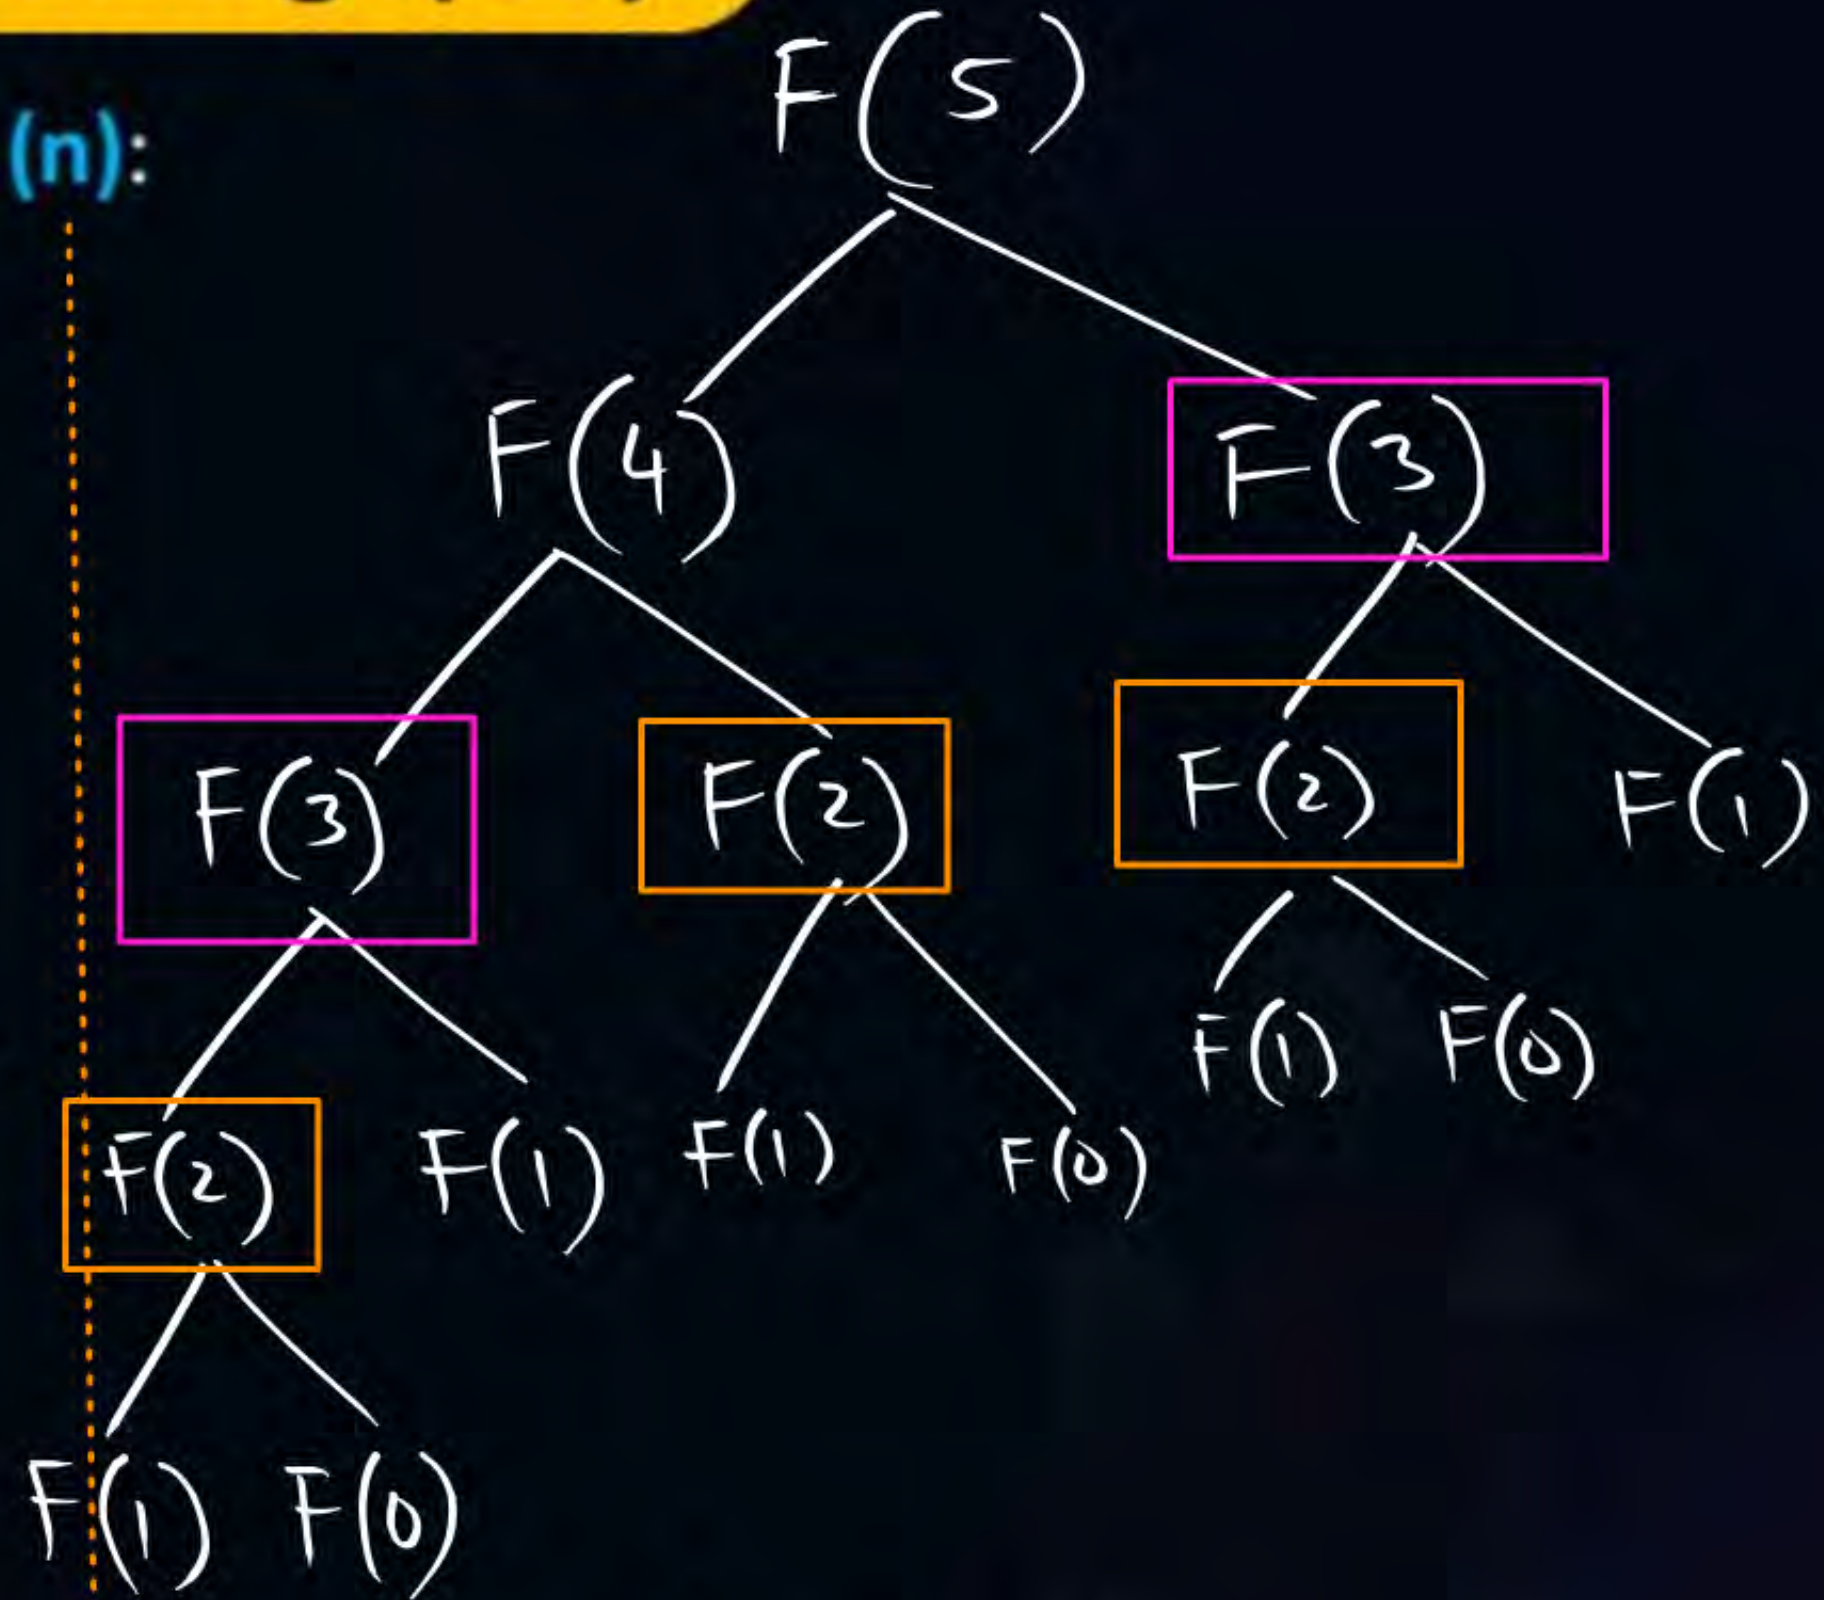 (n):
F(5)
F(4) F(3)
F(3) F(2) F(2) F(1)
F(1) F(0)
F(2) F(1) F(1) F(0)
F(1) F(0)